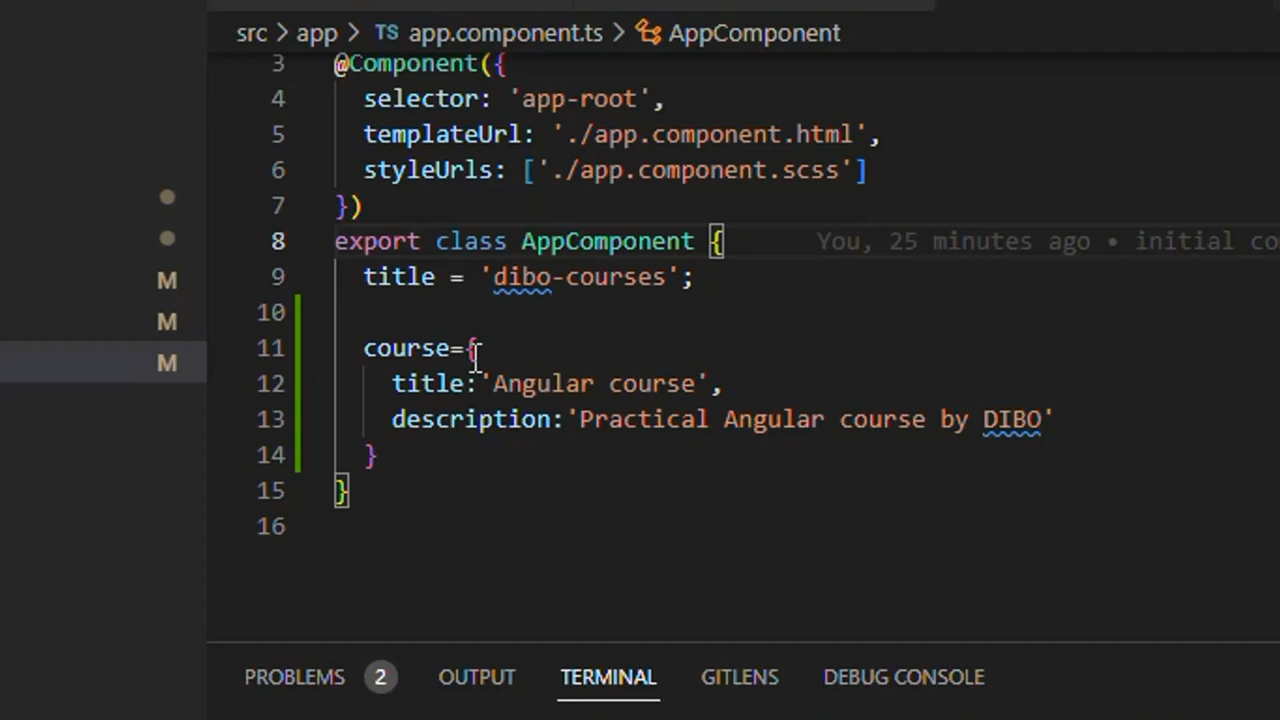 src > app > TS app.component.ts > AppComponent
3 @Component({
4 selector: 'app-root',
5 templateUrl: './app.component.html',
6 styleUrls: ['./app.component.scss']
7 })
8 export class AppComponent { You, 25 minutes ago • initial co
9 title = 'dibo-courses';
10
M
M
M
11 course={
12 title:'Angular course',
13 description:'Practical Angular course by DIBO'
14 }
15 }
16
PROBLEMS 2 OUTPUT TERMINAL GITLENS DEBUG CONSOLE